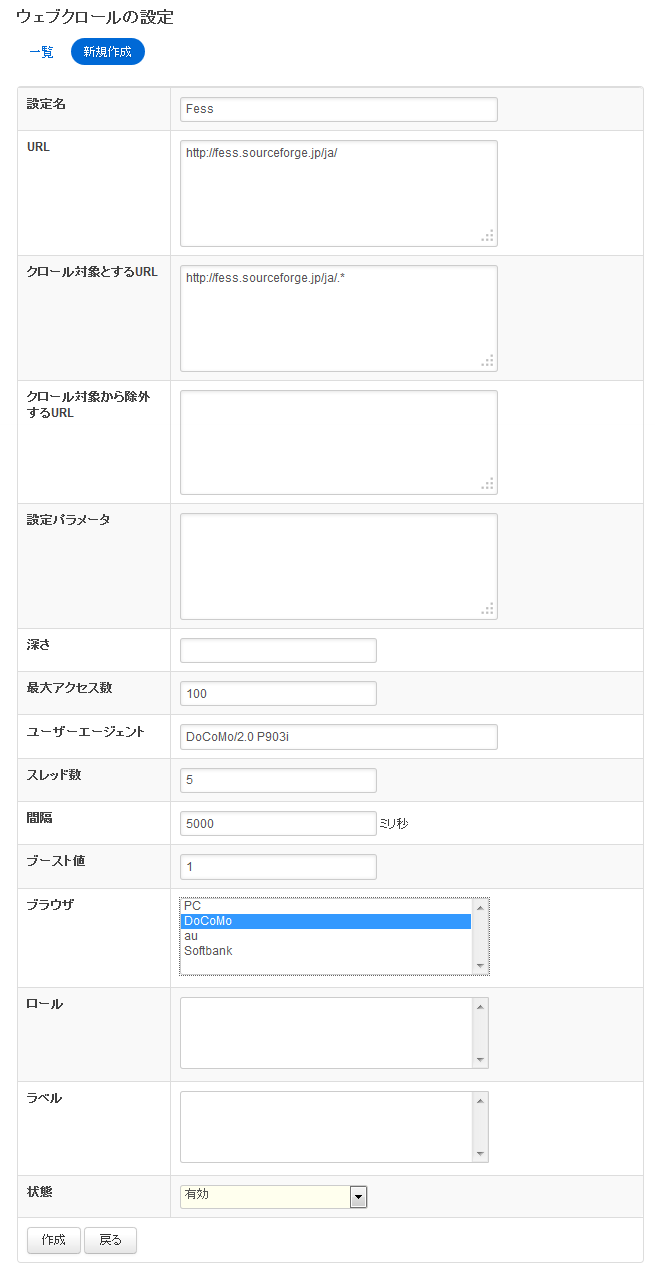 ウェブクロールの設定
一覧
新規作成
設定名
Fess
URL
http://fess.sourceforge.jp/ja/
クロール対象とするURL
http://fess.sourceforge.jp/ja/.*
クロール対象から除外
するURL
設定パラメータ
深さ
最大アクセス数
100
ユーザーエージェント
DoCoMo/2.0 P903i
スレッド数
5
間隔
5000 ミリ秒
ブースト値
1
ブラウザ
PC
DoCoMo
au
Softbank
ロール
ラベル
状態
有効
作成
戻る